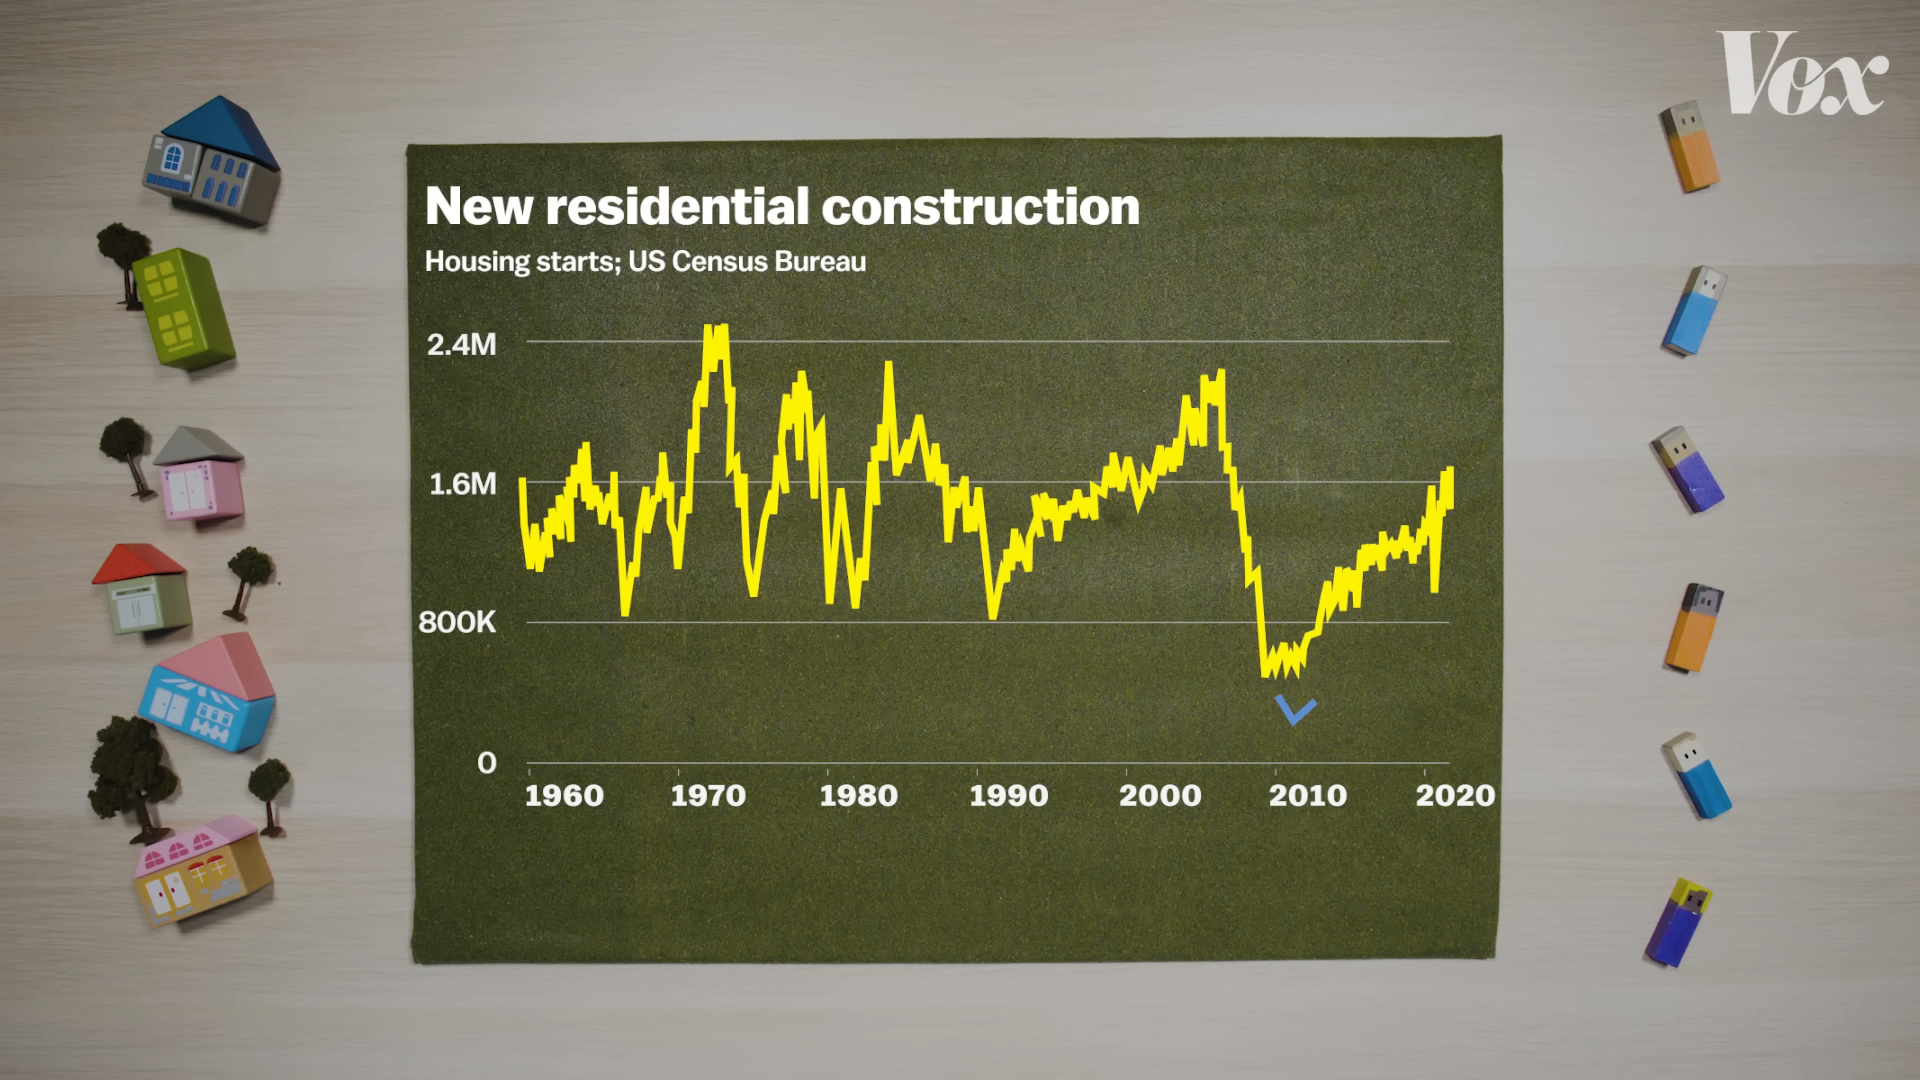 Vox
New residential construction
Housing starts; US Census Bureau
2.4M
1.6M
800K
0
1960 1970 1980 1990 2000 2010 2020